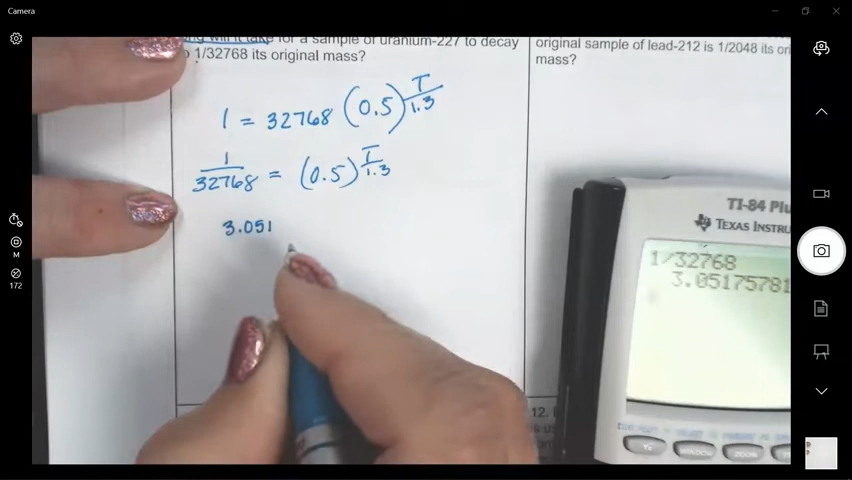 Camera
will it take for a sample of uranium-227 to decay
1/32768 its original mass?
original sample of lead-212 is 1/2048 its
mass?
1 = 32768 (0.5)^(T/1.3)
1/32768 = (0.5)^(T/1.3)
3.051
TI-84 Plu
TEXAS INSTRU
1/32768
3.05175781
Y=
WINDOW
ZOOM
12.
M
172